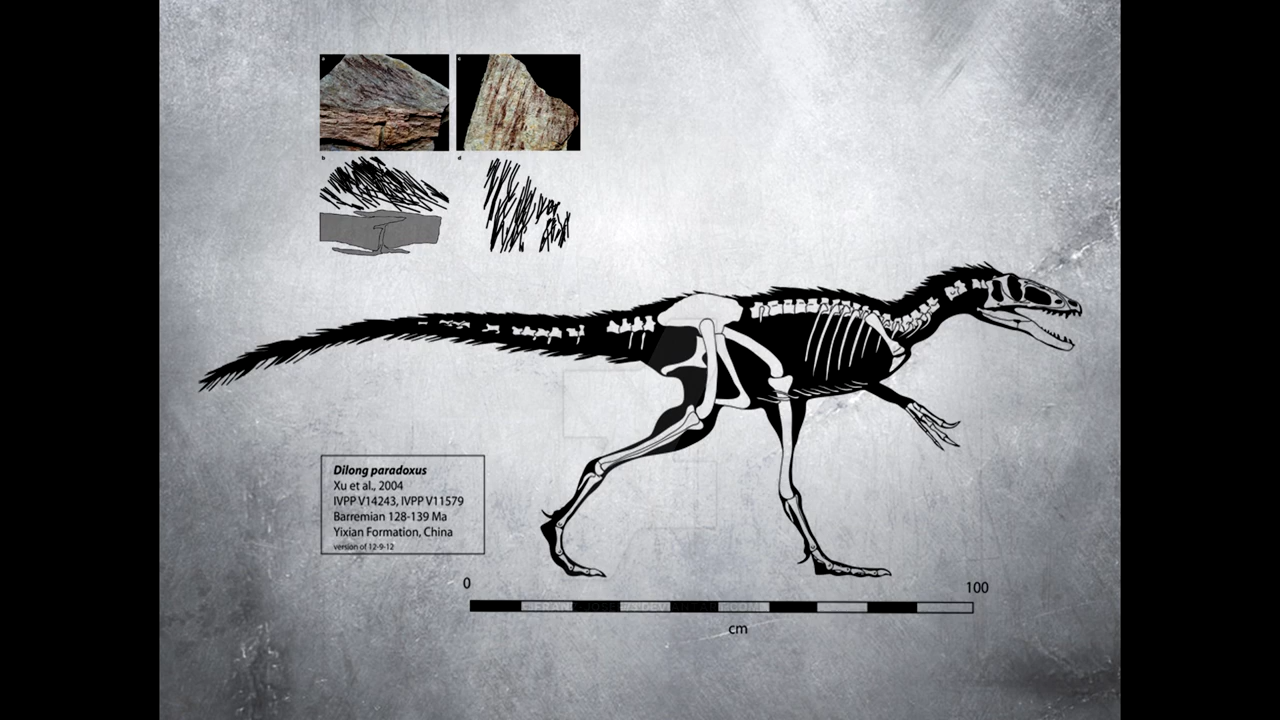 a
c
b
d
Dilong paradoxus
Xu et al., 2004
IVPP V14243, IVPP V11579
Barremian 128-139 Ma
Yixian Formation, China
version of 12-9-12
0
100
cm